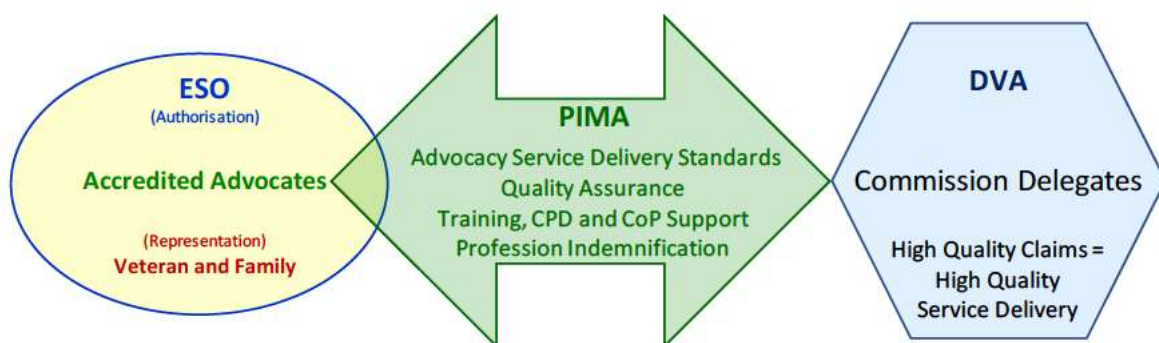 ESO
(Authorisation)
Accredited Advocates
(Representation)
Veteran and Family
PIMA
Advocacy Service Delivery Standards
Quality Assurance
Training, CPD and CoP Support
Profession Indemnification
DVA
Commission Delegates
High Quality Claims =
High Quality
Service Delivery